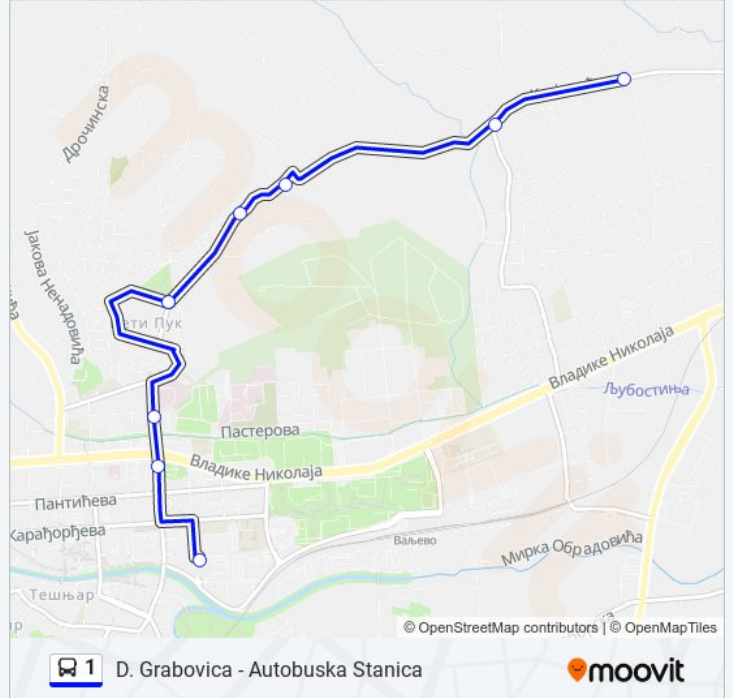 Дрочинска
Јакова Ненадовића
ети Пук
Владике Николаја
Љубостиња
Пастерова
Владике Николаја
Пантићева
Карађорђева
Ваљево
Мирка Обрадовића
Тешњар
© OpenStreetMap contributors | © OpenMapTiles
1 D. Grabovica - Autobuska Stanica
moovit